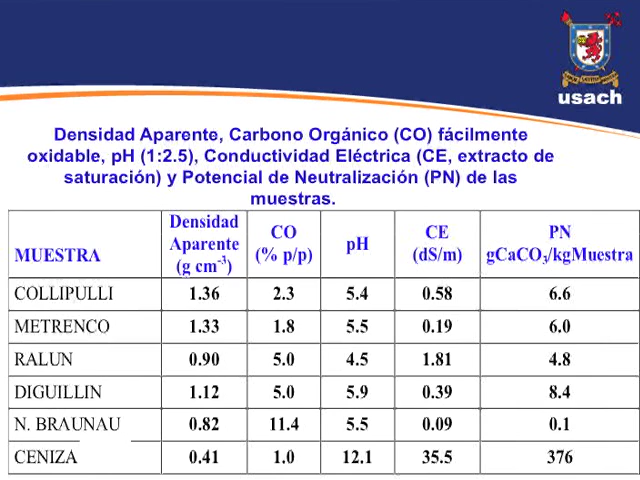 usach
Densidad Aparente, Carbono Orgánico (CO) fácilmente
oxidable, pH (1:2.5), Conductividad Eléctrica (CE, extracto de
saturación) y Potencial de Neutralización (PN) de las
muestras.
MUESTRA Densidad Aparente (g cm-3) CO (% p/p) pH CE (dS/m) PN gCaCO3/kgMuestra
COLLIPULLI 1.36 2.3 5.4 0.58 6.6
METRENCO 1.33 1.8 5.5 0.19 6.0
RALUN 0.90 5.0 4.5 1.81 4.8
DIGUILLIN 1.12 5.0 5.9 0.39 8.4
N. BRAUNAU 0.82 11.4 5.5 0.09 0.1
CENIZA 0.41 1.0 12.1 35.5 376